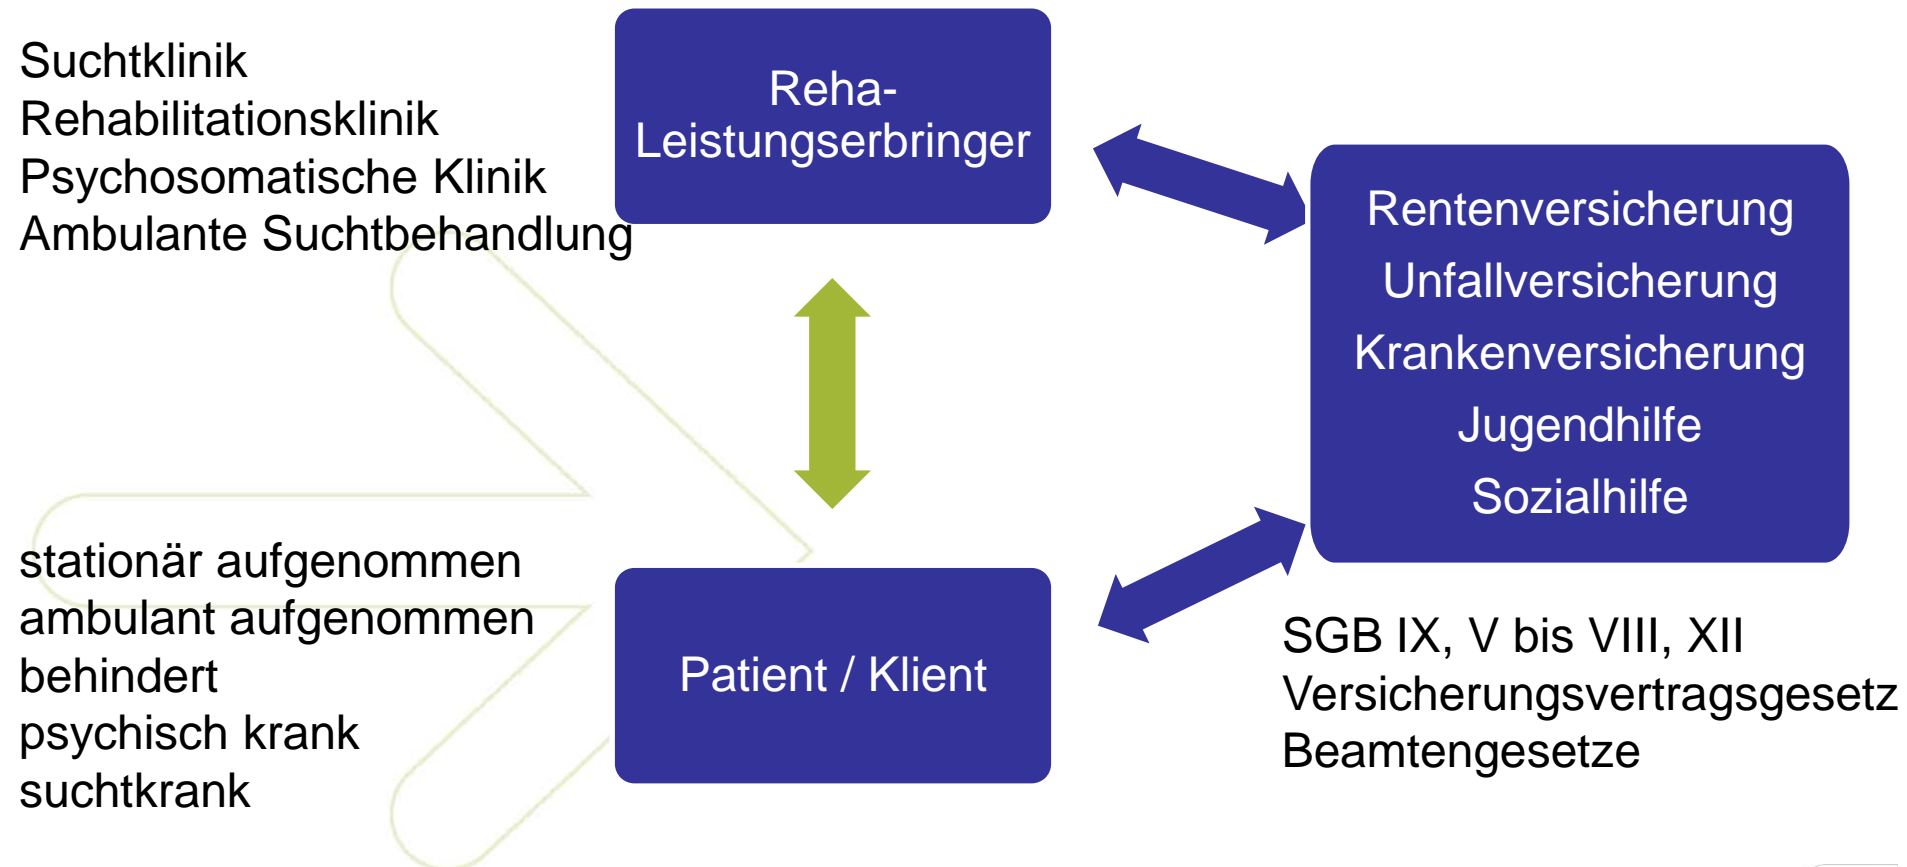 Suchtklinik
Rehabilitationsklinik
Psychosomatische Klinik
Ambulante Suchtbehandlung
Reha-
Leistungserbringer
Rentenversicherung
Unfallversicherung
Krankenversicherung
Jugendhilfe
Sozialhilfe
stationär aufgenommen
ambulant aufgenommen
behindert
psychisch krank
suchtkrank
Patient / Klient
SGB IX, V bis VIII, XII
Versicherungsvertragsgesetz
Beamtengesetze